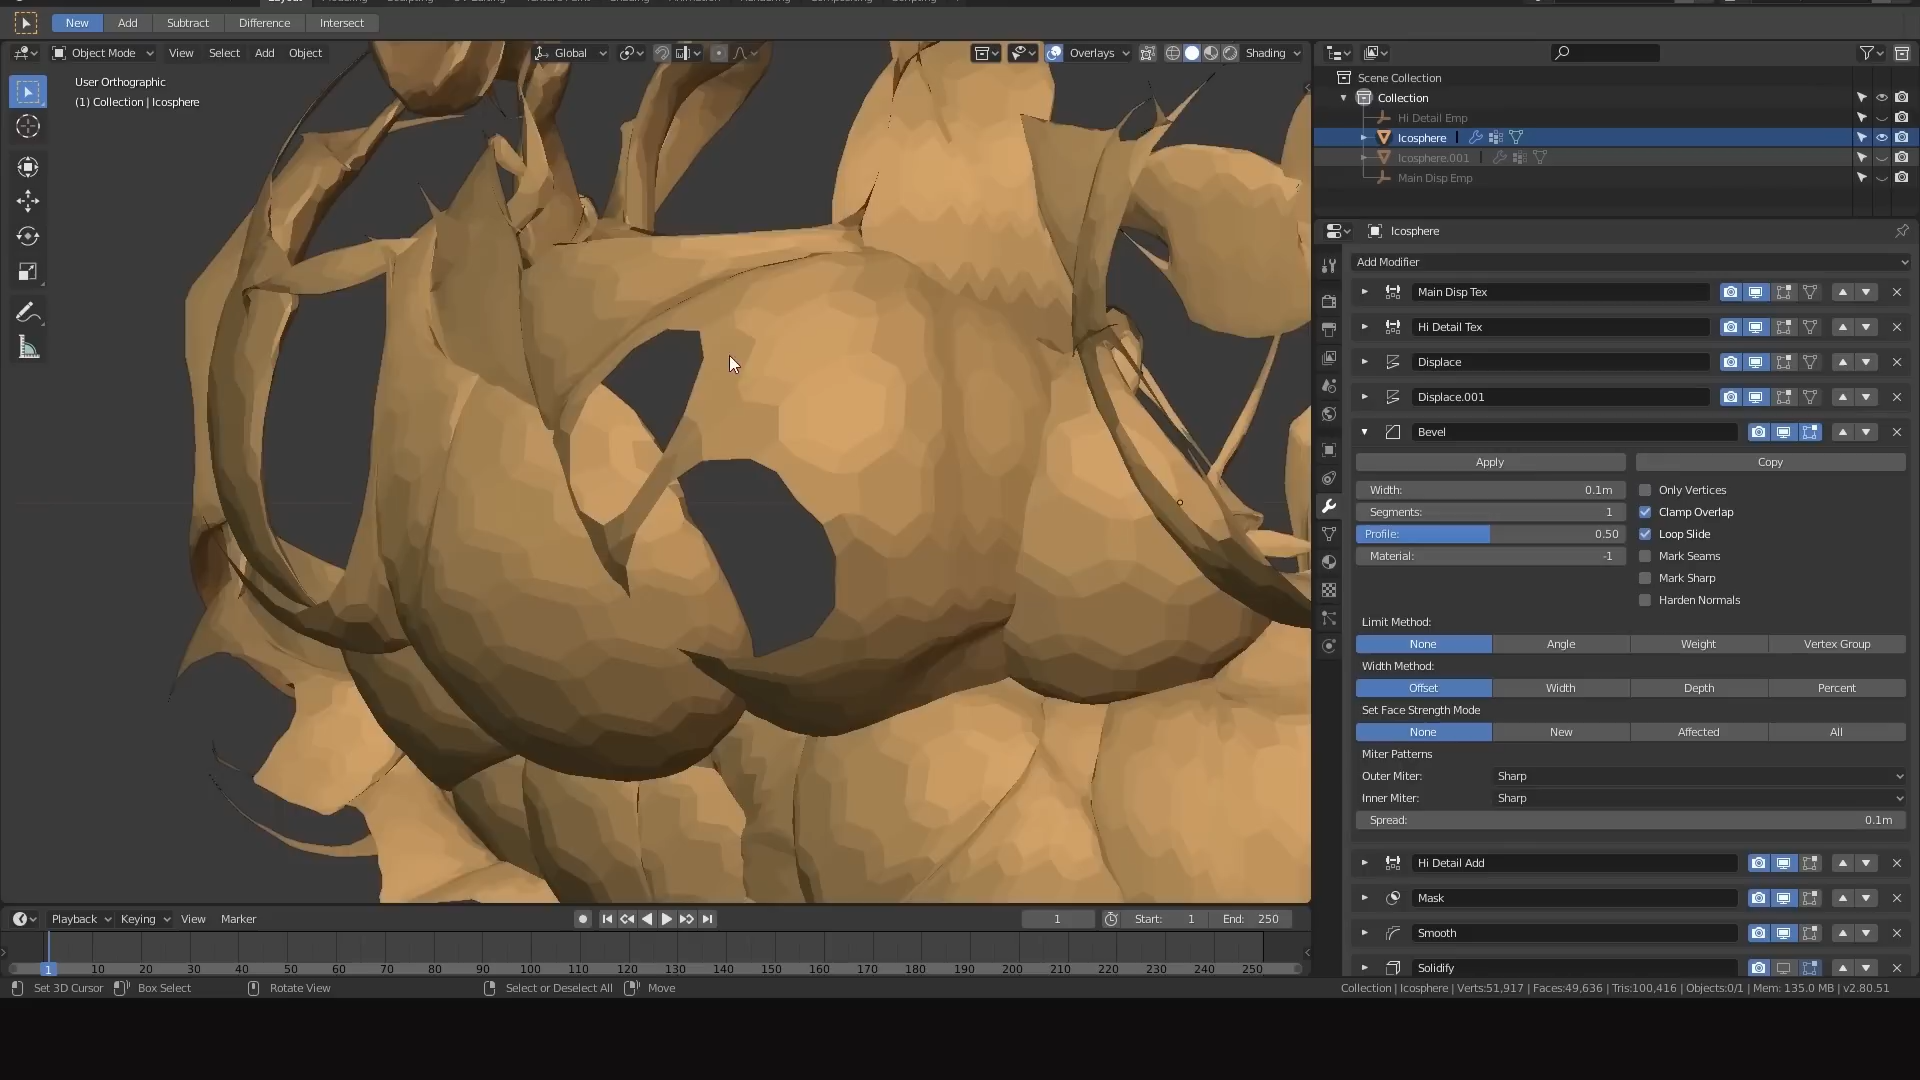 Layout
New Add Subtract Difference Intersect
Object Mode View Select Add Object Global Overlays Shading
User Orthographic
(1) Collection | Icosphere
Scene Collection
Collection
Hi Detail Emp
Icosphere
Icosphere.001
Main Disp Emp
Icosphere
Add Modifier
Main Disp Tex
Hi Detail Tex
Displace
Displace.001
Bevel
Apply Copy
Width: 0.1m Only Vertices
Segments: 1 Clamp Overlap
Profile: 0.50 Loop Slide
Material: -1 Mark Seams
Mark Sharp
Harden Normals
Limit Method:
None Angle Weight Vertex Group
Width Method:
Offset Width Depth Percent
Set Face Strength Mode
None New Affected All
Miter Patterns
Outer Miter: Sharp
Inner Miter: Sharp
Spread: 0.1m
Hi Detail Add
Mask
Smooth
Solidify
Playback Keying View Marker 1 Start: 1 End: 250
1 10 20 30 40 50 60 70 80 90 100 110 120 130 140 150 160 170 180 190 200 210 220 230 240 250
Set 3D Cursor Box Select Rotate View Select or Deselect All Move Collection | Icosphere | Verts:51,917 | Faces:49,636 | Tris:100,416 | Objects:0/1 | Mem: 135.0 MB | v2.80.51